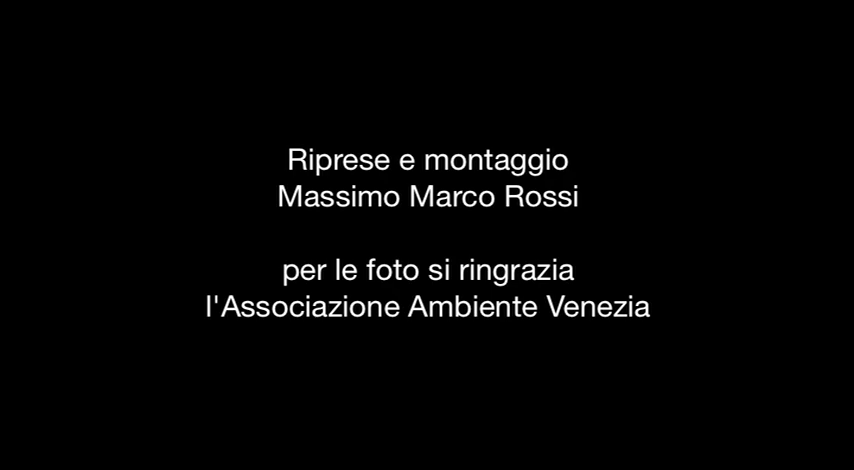 Riprese e montaggio
Massimo Marco Rossi
per le foto si ringrazia
l'Associazione Ambiente Venezia